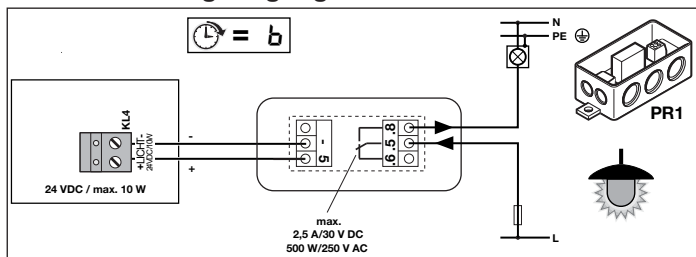 = b
N
PE
PR1
KL4
+LICHT-
24VDC/10W
-
+
24 VDC / max. 10 W
-
5
.8
.5
.6
max.
2,5 A/30 V DC
500 W/250 V AC
L